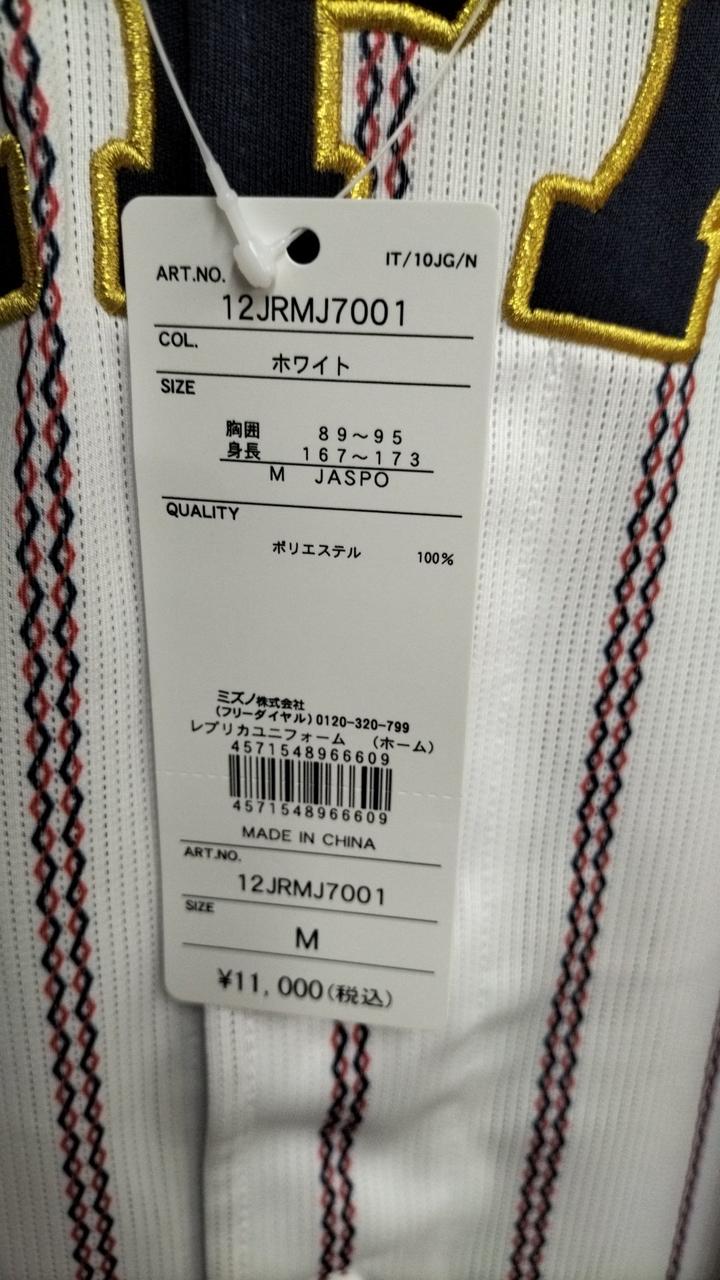 IT/10JG/N
ART.NO.
12JRMJ7001
COL.
ホワイト
SIZE
胸囲 89～95
身長 167～173
M JASPO
QUALITY
ポリエステル 100%
ミズノ株式会社
(フリーダイヤル)0120-320-799
レプリカユニフォーム (ホーム)
4571548966609
4571548966609
MADE IN CHINA
ART.NO.
12JRMJ7001
SIZE
M
¥11,000(税込)